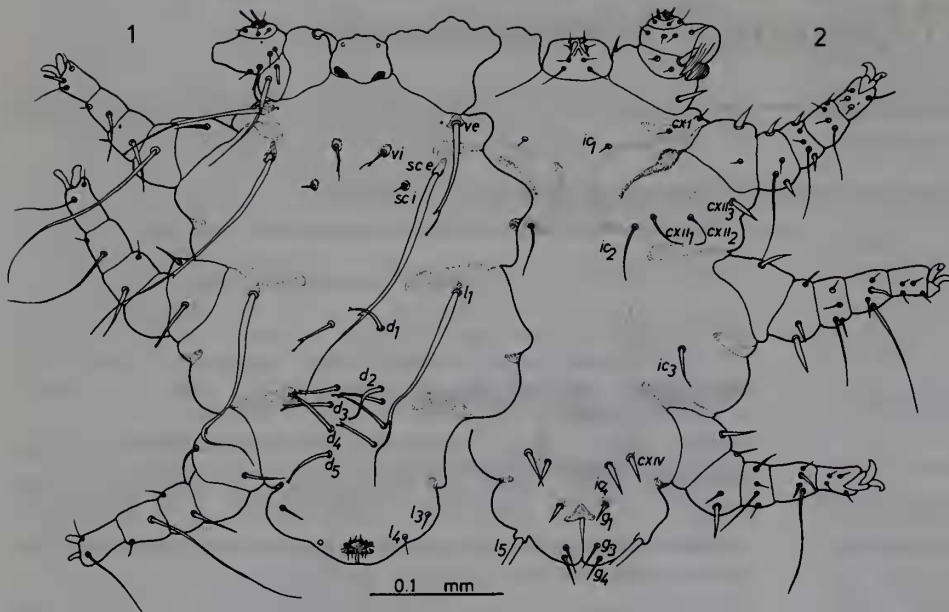 1
2
ve
vi
sce
sci
ic1
cx1
cxII3
cxII1
cxII2
ic2
l1
d1
d2
d3
d4
d5
ic3
cxIV
ic4
g1
l3
l4
l5
g3
g4
0.1 mm